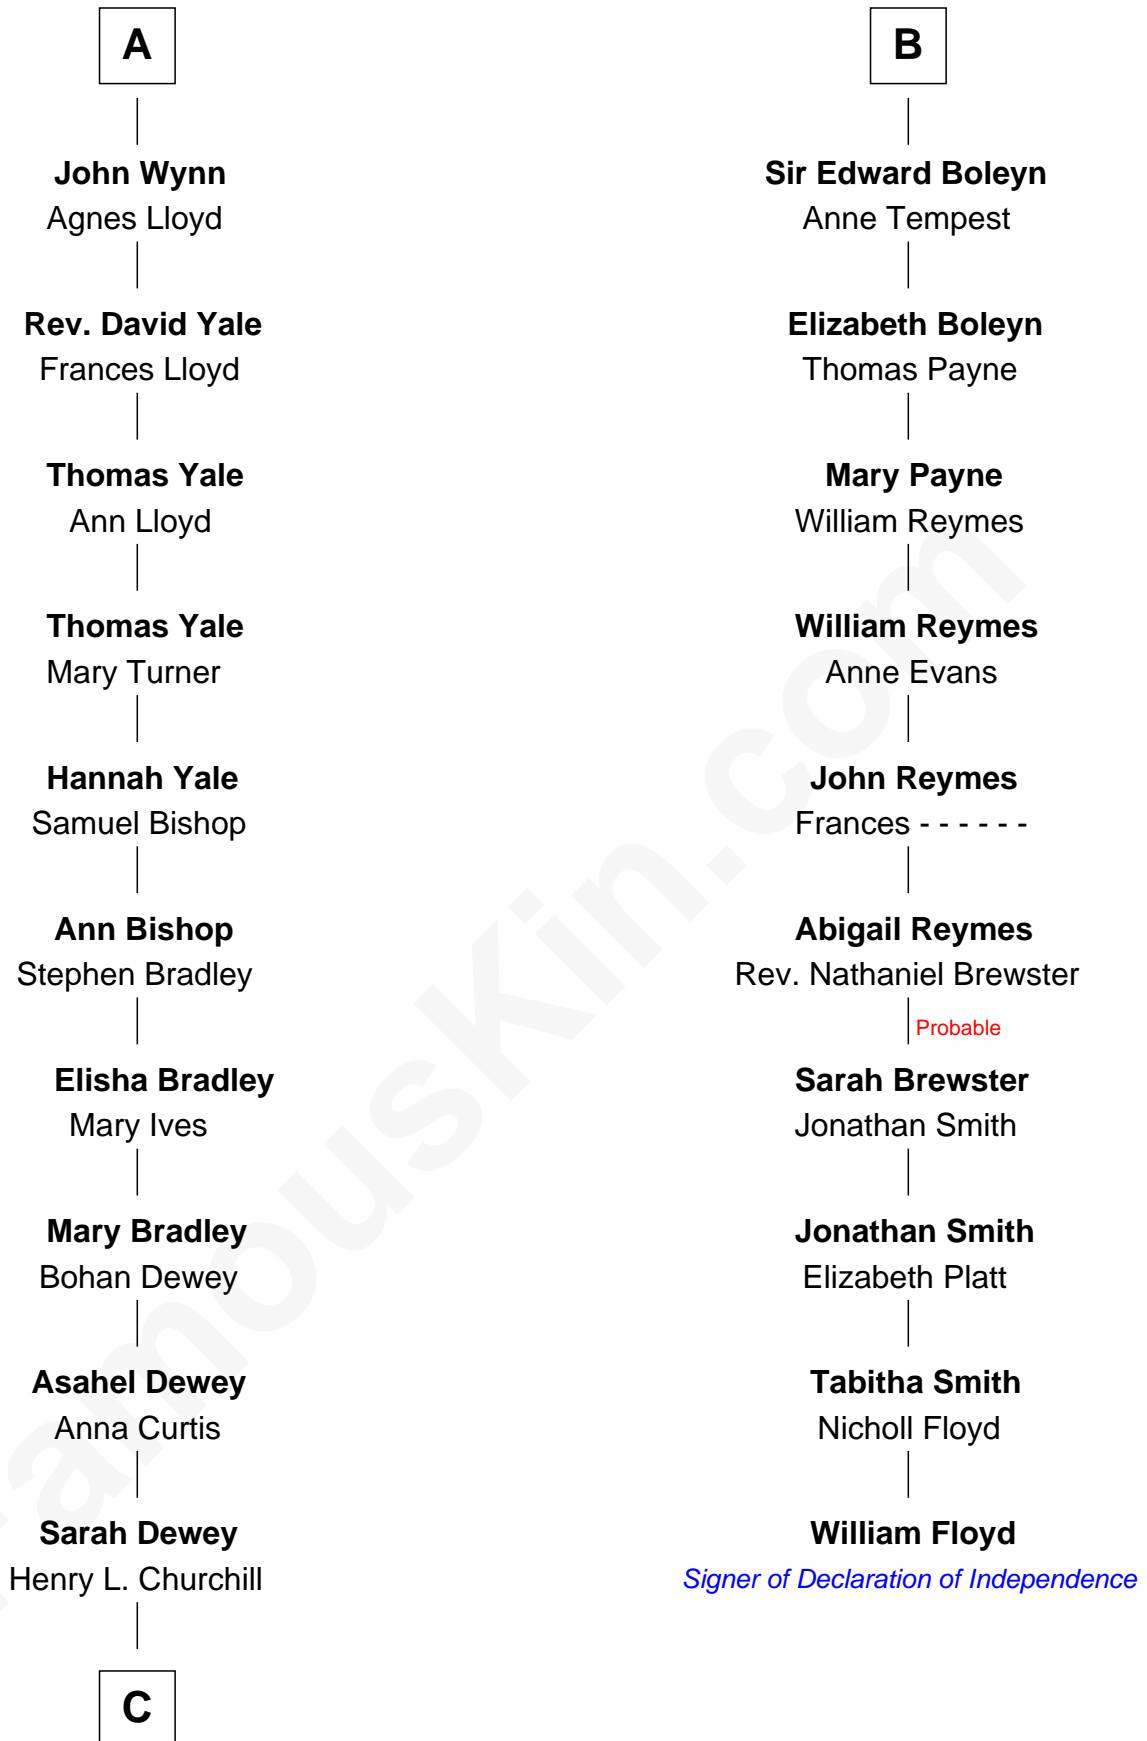 A
John Wynn
Agnes Lloyd
Rev. David Yale
Frances Lloyd
Thomas Yale
Ann Lloyd
Thomas Yale
Mary Turner
Hannah Yale
Samuel Bishop
Ann Bishop
Stephen Bradley
Elisha Bradley
Mary Ives
Mary Bradley
Bohan Dewey
Asahel Dewey
Anna Curtis
Sarah Dewey
Henry L. Churchill
C
B
Sir Edward Boleyn
Anne Tempest
Elizabeth Boleyn
Thomas Payne
Mary Payne
William Reymes
William Reymes
Anne Evans
John Reymes
Frances - - - - - -
Abigail Reymes
Rev. Nathaniel Brewster
Probable
Sarah Brewster
Jonathan Smith
Jonathan Smith
Elizabeth Platt
Tabitha Smith
Nicholl Floyd
William Floyd
Signer of Declaration of Independence
FamousKin.com